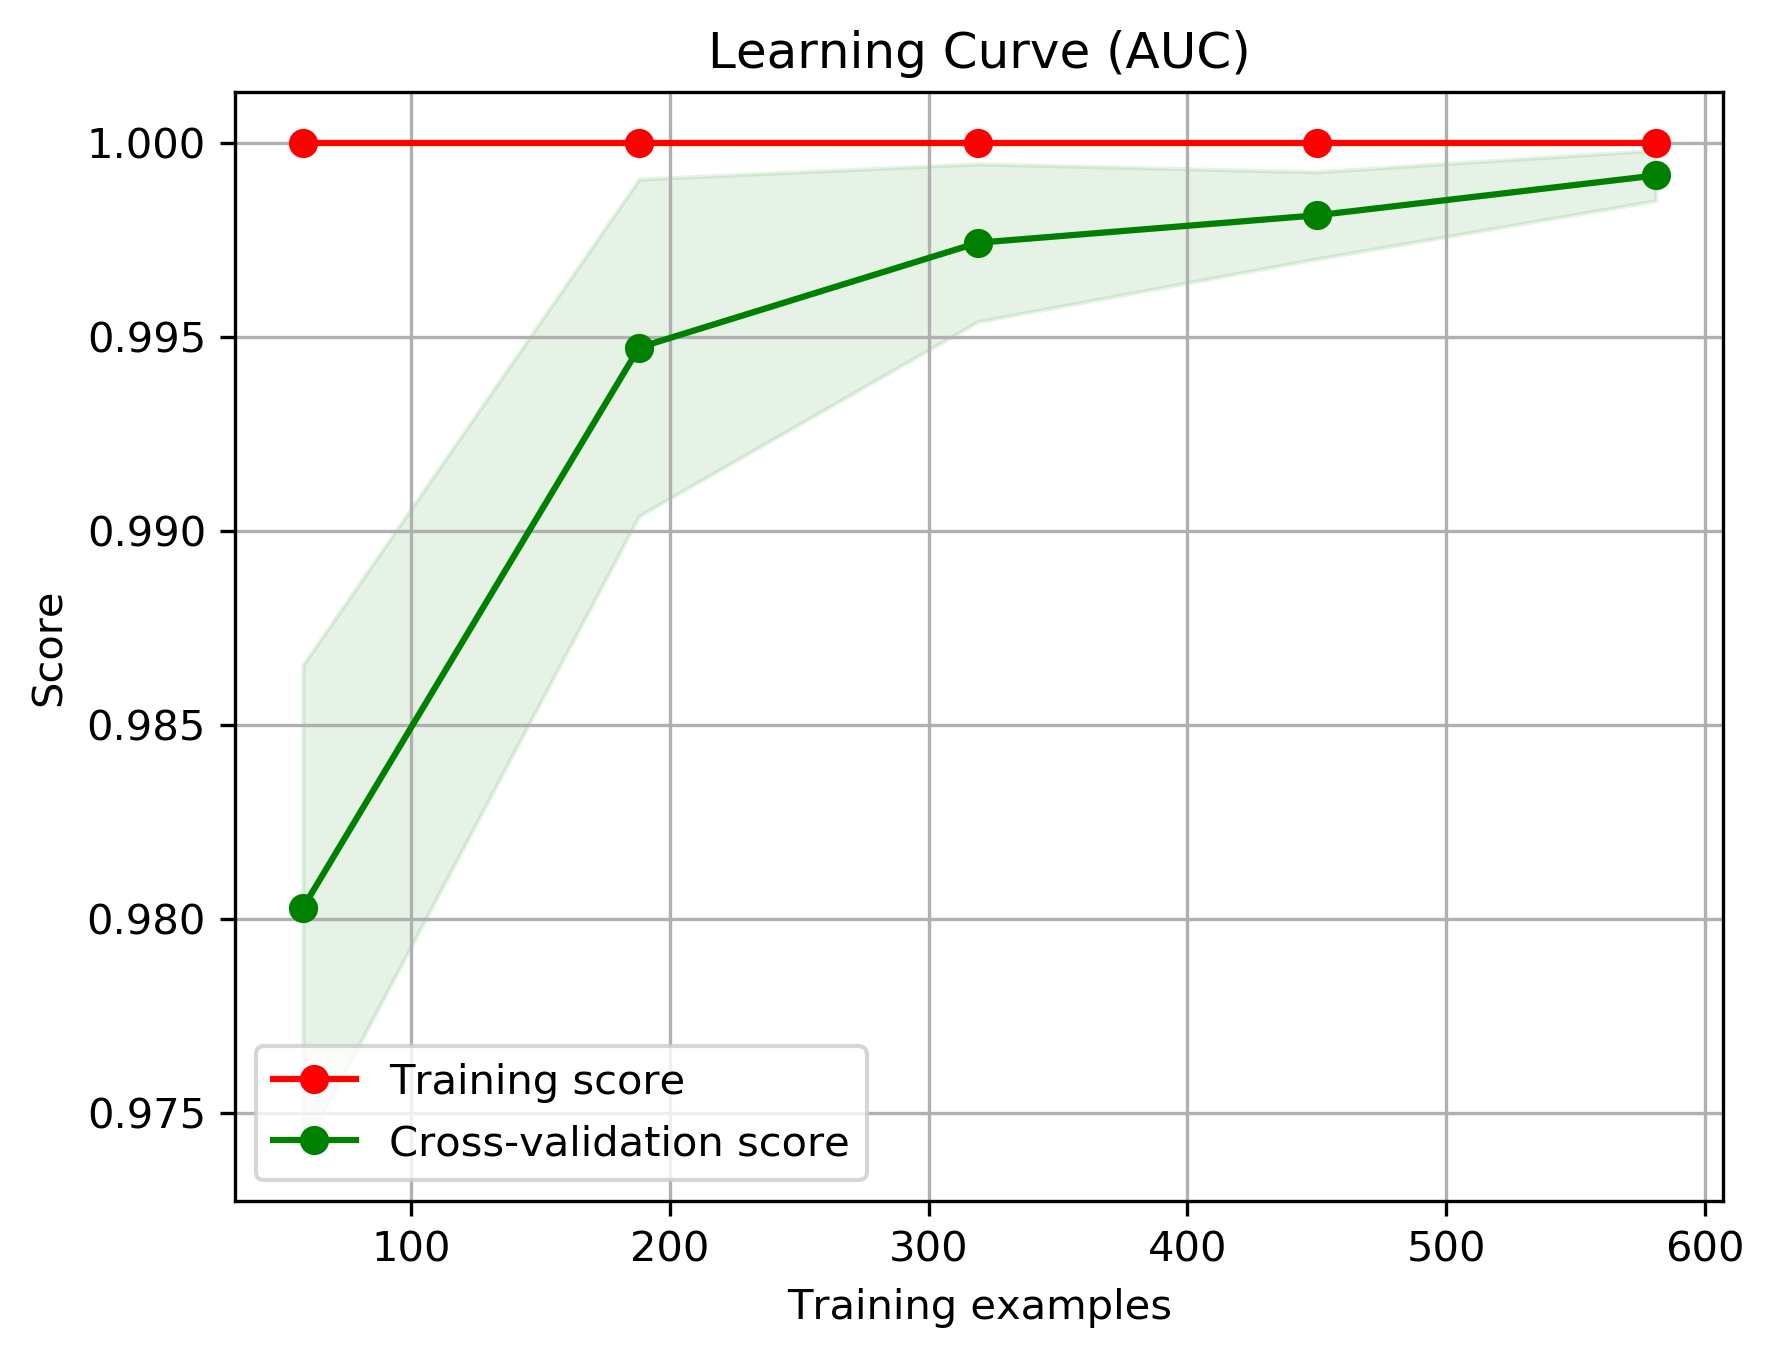 Learning Curve (AUC)
1.000
0.995
0.990
0.985
0.980
0.975
Score
Training score
Cross-validation score
100 200 300 400 500 600
Training examples